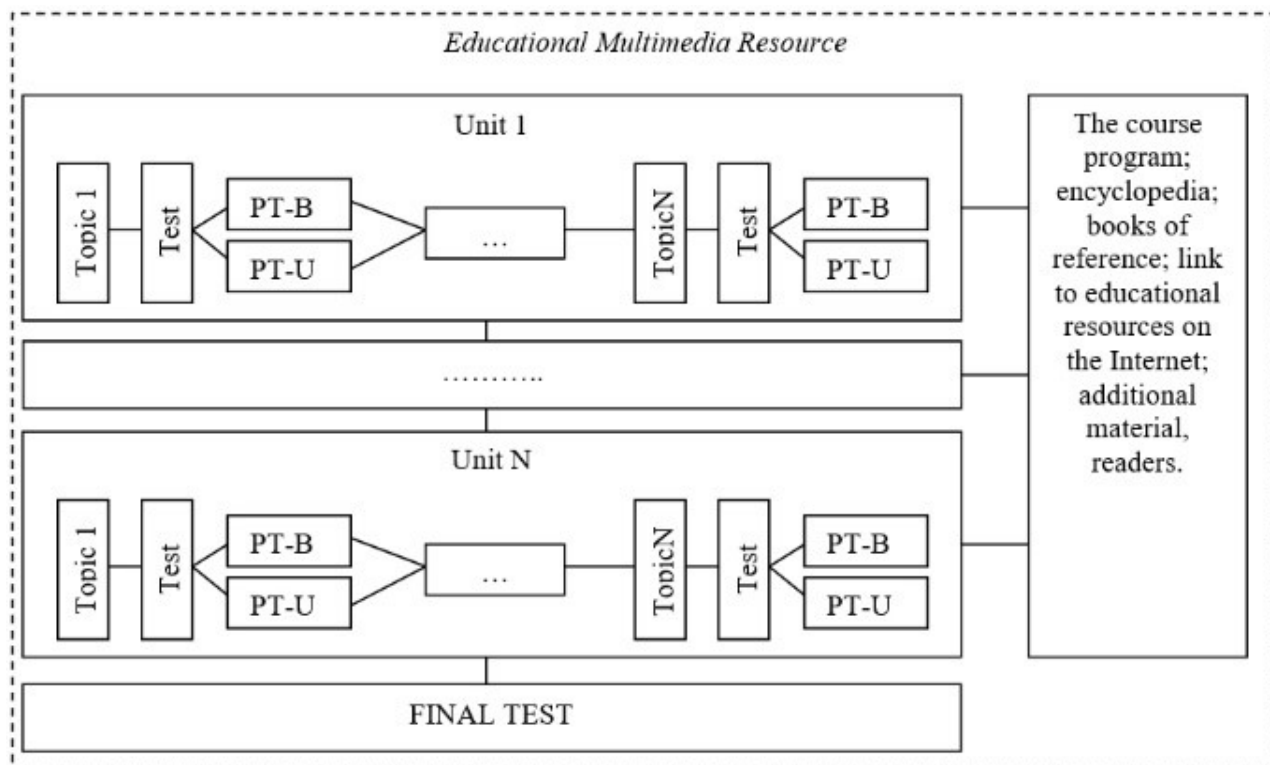 Educational Multimedia Resource
Unit 1
Topic 1
Test
PT-B
PT-U
...
TopicN
Test
PT-B
PT-U
………..
Unit N
Topic 1
Test
PT-B
PT-U
...
TopicN
Test
PT-B
PT-U
FINAL TEST
The course
program;
encyclopedia;
books of
reference; link
to educational
resources on
the Internet;
additional
material,
readers.